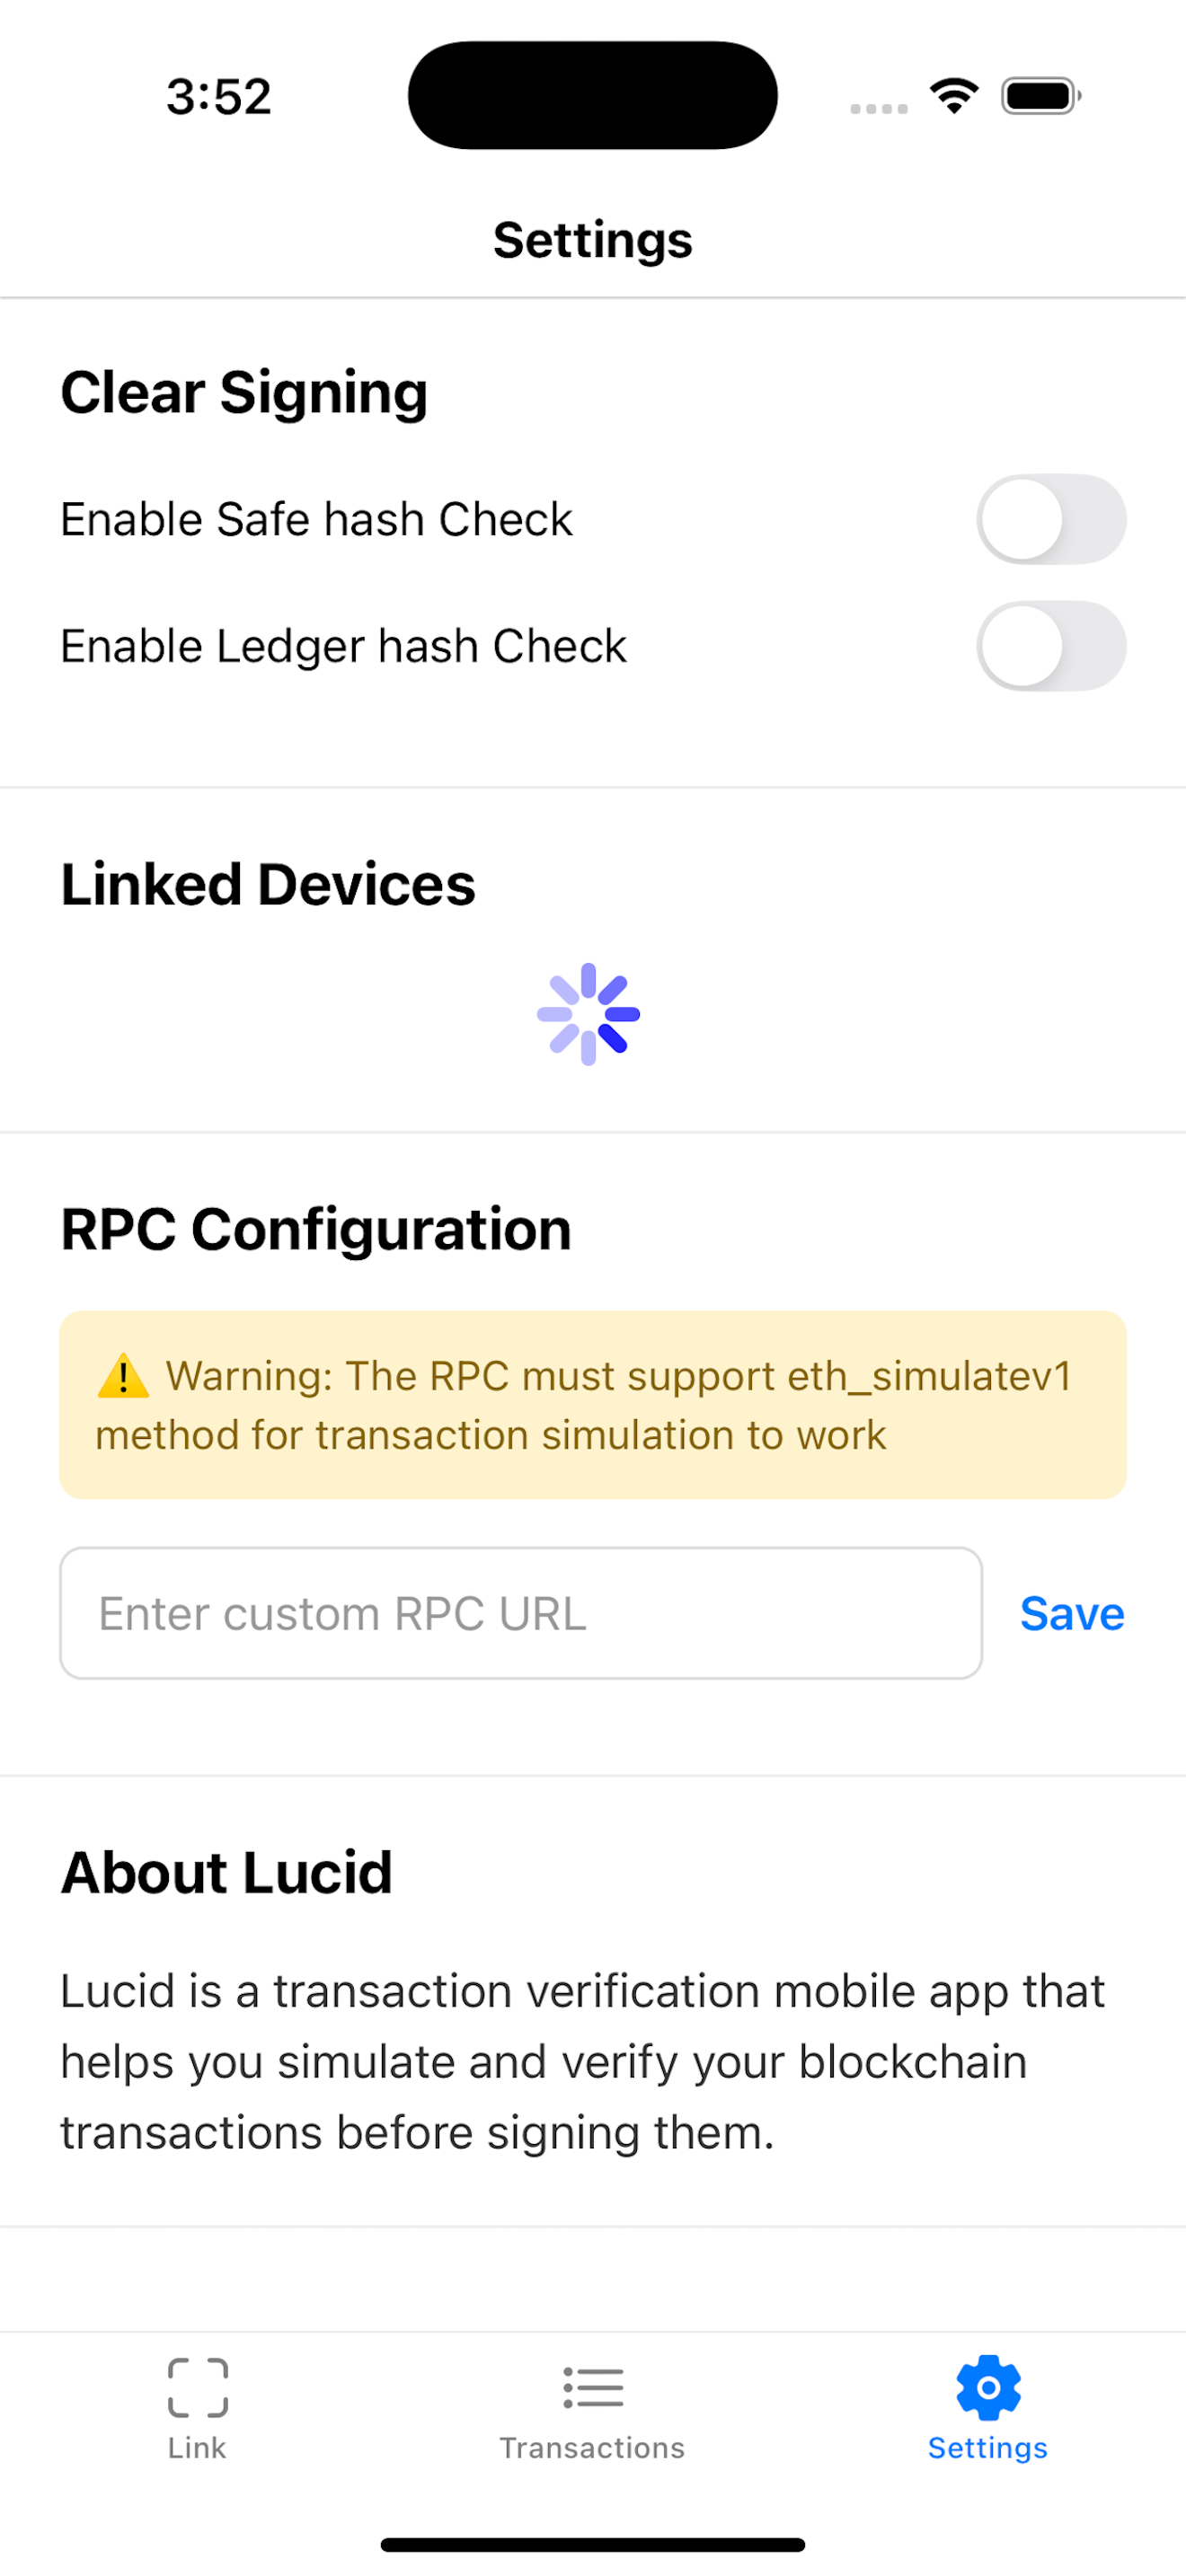 3:52
Settings
Clear Signing
Enable Safe hash Check
Enable Ledger hash Check
Linked Devices
RPC Configuration
⚠️ Warning: The RPC must support eth_simulatev1
method for transaction simulation to work
Enter custom RPC URL
Save
About Lucid
Lucid is a transaction verification mobile app that
helps you simulate and verify your blockchain
transactions before signing them.
Link
Transactions
Settings